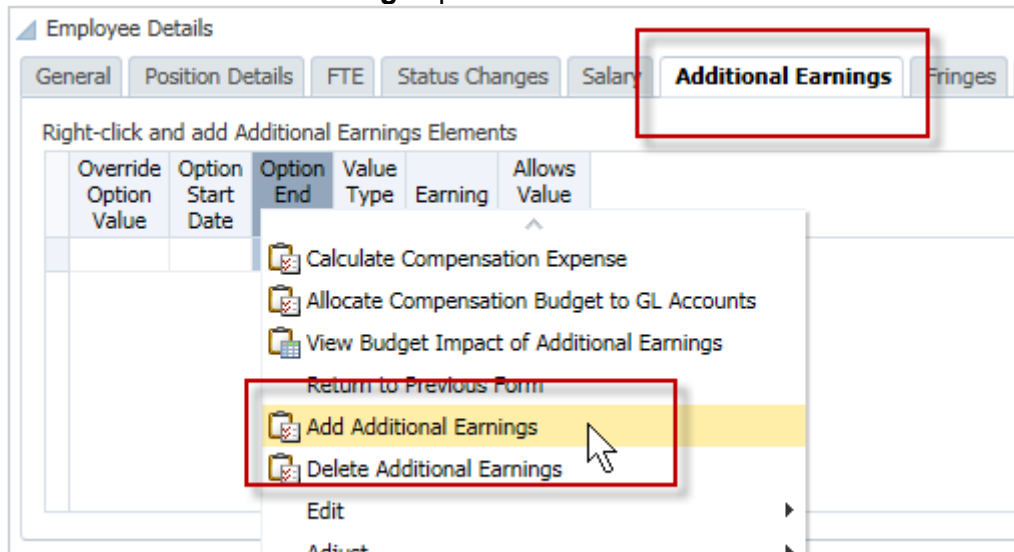 Employee Details
General Position Details FTE Status Changes Salary Additional Earnings Fringes
Right-click and add Additional Earnings Elements
Override Option Option Value Allows
Option Start End Type Earning Value
Value Date
Calculate Compensation Expense
Allocate Compensation Budget to GL Accounts
View Budget Impact of Additional Earnings
Return to Previous Form
Add Additional Earnings
Delete Additional Earnings
Edit
Adjust